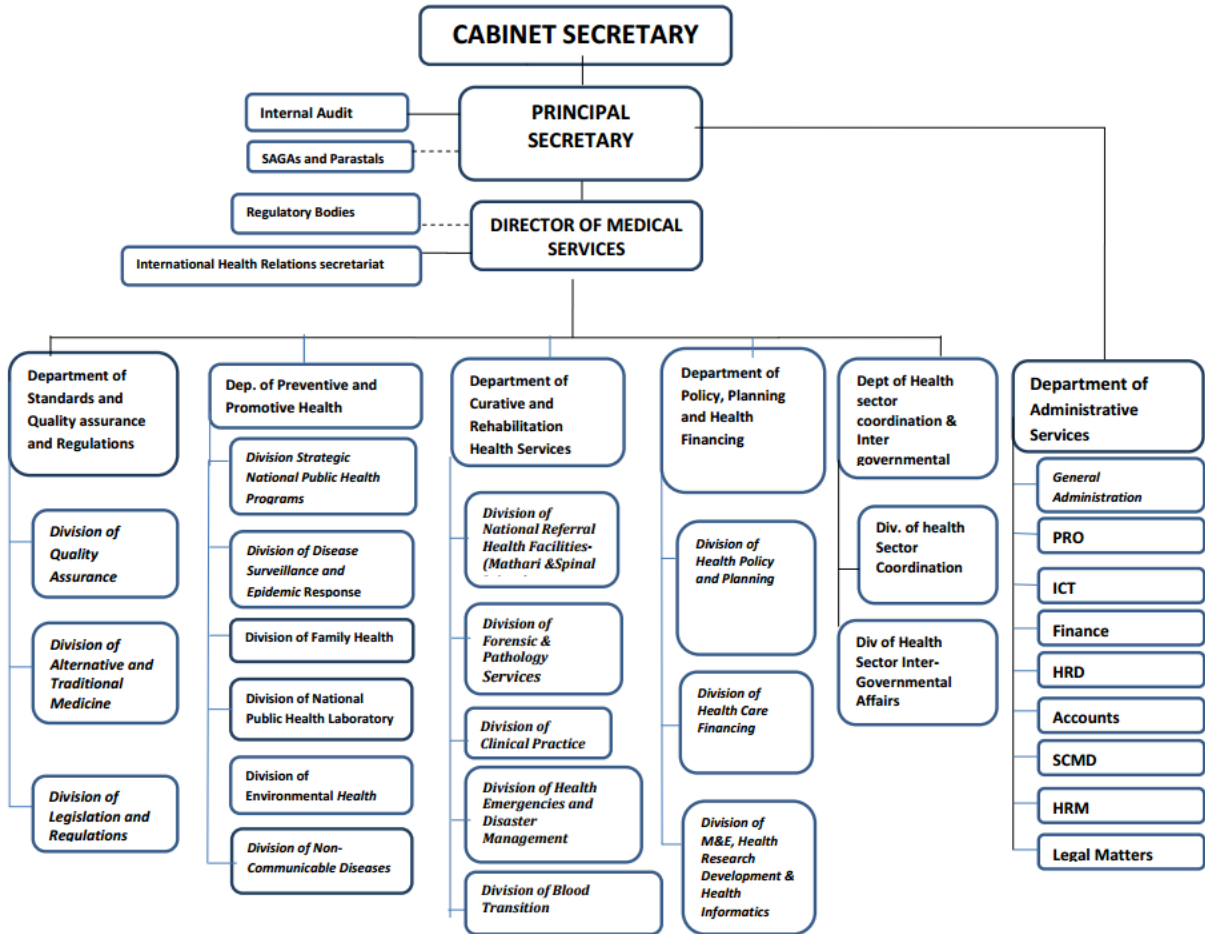 CABINET SECRETARY
PRINCIPAL
SECRETARY
Internal Audit
SAGAs and Parastals
Regulatory Bodies
DIRECTOR OF MEDICAL
SERVICES
International Health Relations secretariat
Department of
Standards and
Quality assurance
and Regulations
Division of
Quality
Assurance
Division of
Alternative and
Traditional
Medicine
Division of
Legislation and
Regulations
Dep. of Preventive and
Promotive Health
Division Strategic
National Public Health
Programs
Division of Disease
Surveillance and
Epidemic Response
Division of Family Health
Division of National
Public Health Laboratory
Division of
Environmental Health
Division of Non-
Communicable Diseases
Department of
Curative and
Rehabilitation
Health Services
Division of
National Referral
Health Facilities-
(Mathari &Spinal
Division of
Forensic &
Pathology
Services
Division of
Clinical Practice
Division of Health
Emergencies and
Disaster
Management
Division of Blood
Transition
Department of
Policy, Planning
and Health
Financing
Division of
Health Policy
and Planning
Division of
Health Care
Financing
Division of
M&E, Health
Research
Development &
Health
Informatics
Dept of Health
sector
coordination &
Inter
governmental
Div. of health
Sector
Coordination
Div of Health
Sector Inter-
Governmental
Affairs
Department of
Administrative
Services
General
Administration
PRO
ICT
Finance
HRD
Accounts
SCMD
HRM
Legal Matters